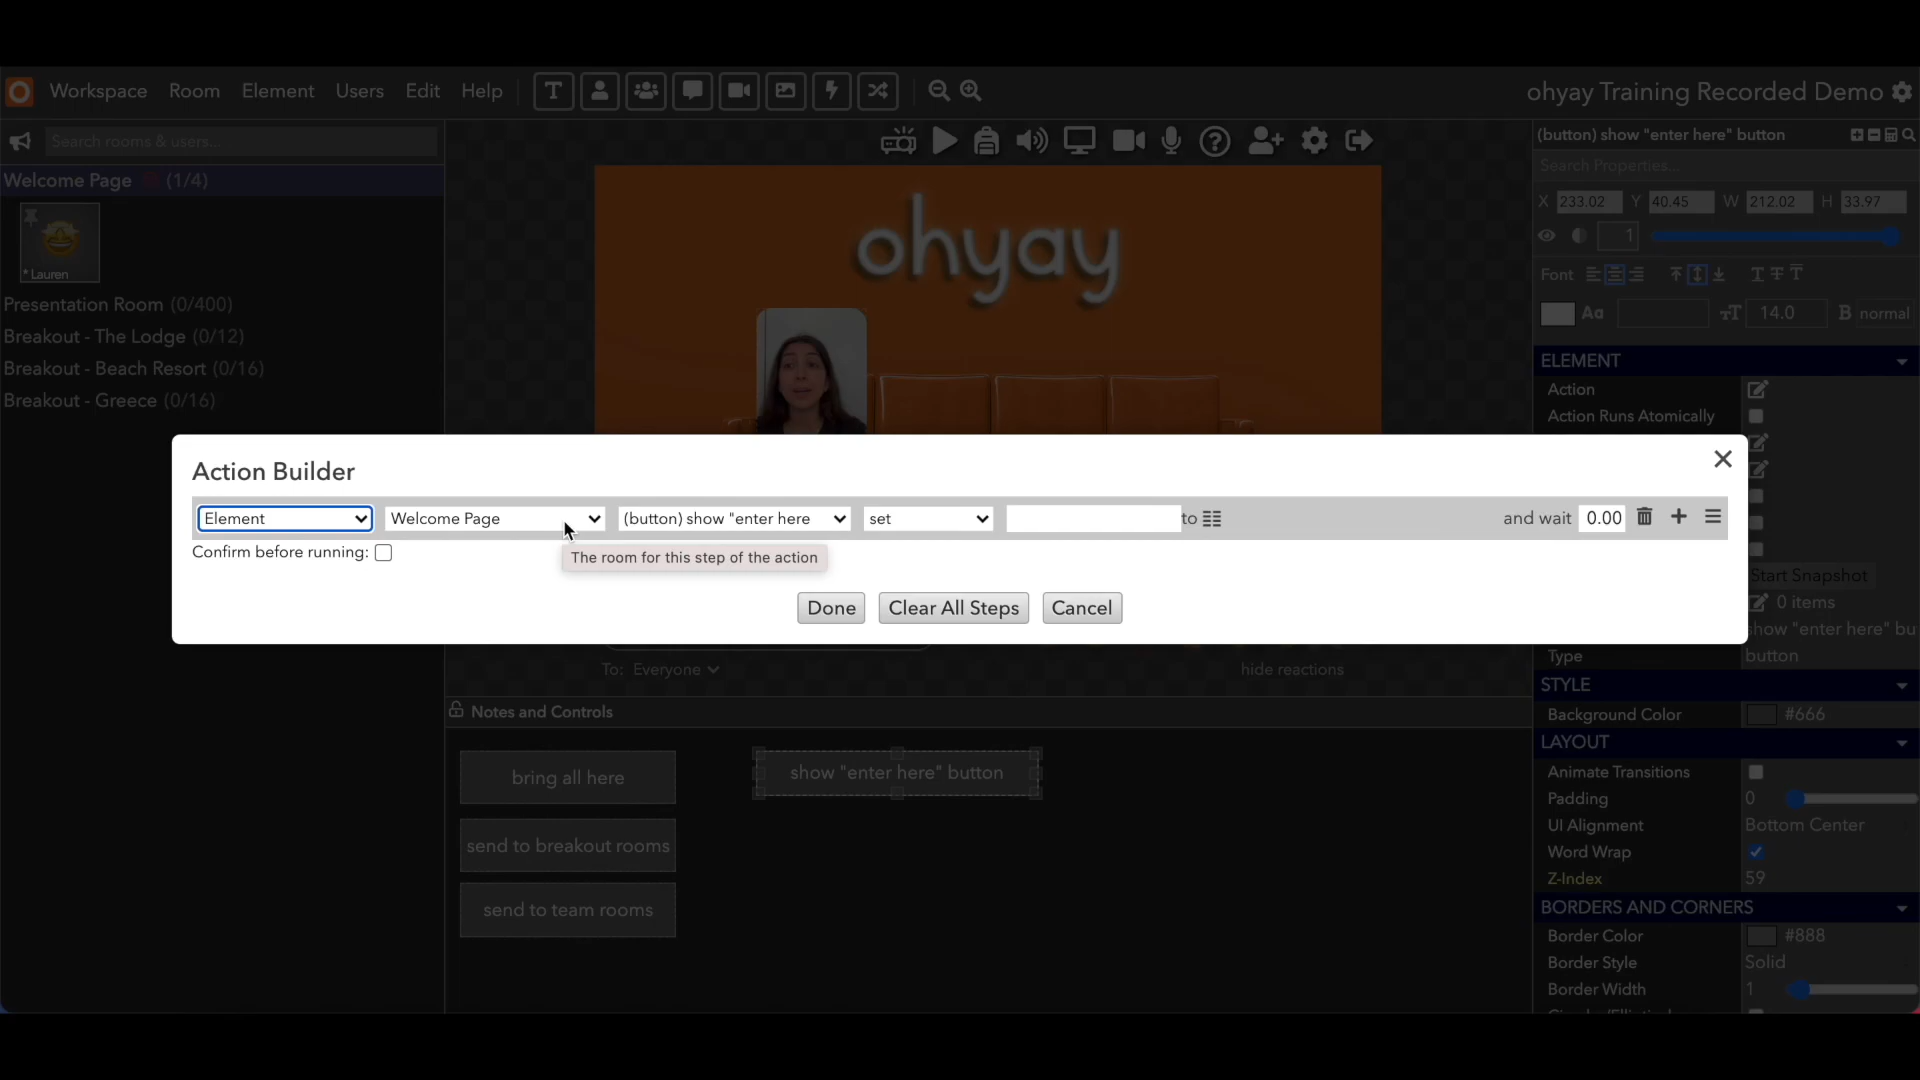 Workspace Room Element Users Edit Help
ohyay Training Recorded Demo
Search rooms & users...
Welcome Page (1/4)
* Lauren
Presentation Room (0/400)
Breakout - The Lodge (0/12)
Breakout - Beach Resort (0/16)
Breakout - Greece (0/16)
ohyay
(button) show "enter here" button
Search Properties...
X 233.02 Y 40.45 W 212.02 H 33.97
1
Font
Aa 14.0 B normal
ELEMENT
Action
Action Runs Atomically
Action Builder
Element Welcome Page (button) show "enter here set to and wait 0.00
Confirm before running:
The room for this step of the action
Done Clear All Steps Cancel
Start Snapshot
0 items
show "enter here" bu
Type button
To: Everyone hide reactions
Notes and Controls
bring all here
send to breakout rooms
send to team rooms
show "enter here" button
STYLE
Background Color #666
LAYOUT
Animate Transitions
Padding 0
UI Alignment Bottom Center
Word Wrap
Z-Index 59
BORDERS AND CORNERS
Border Color #888
Border Style Solid
Border Width 1